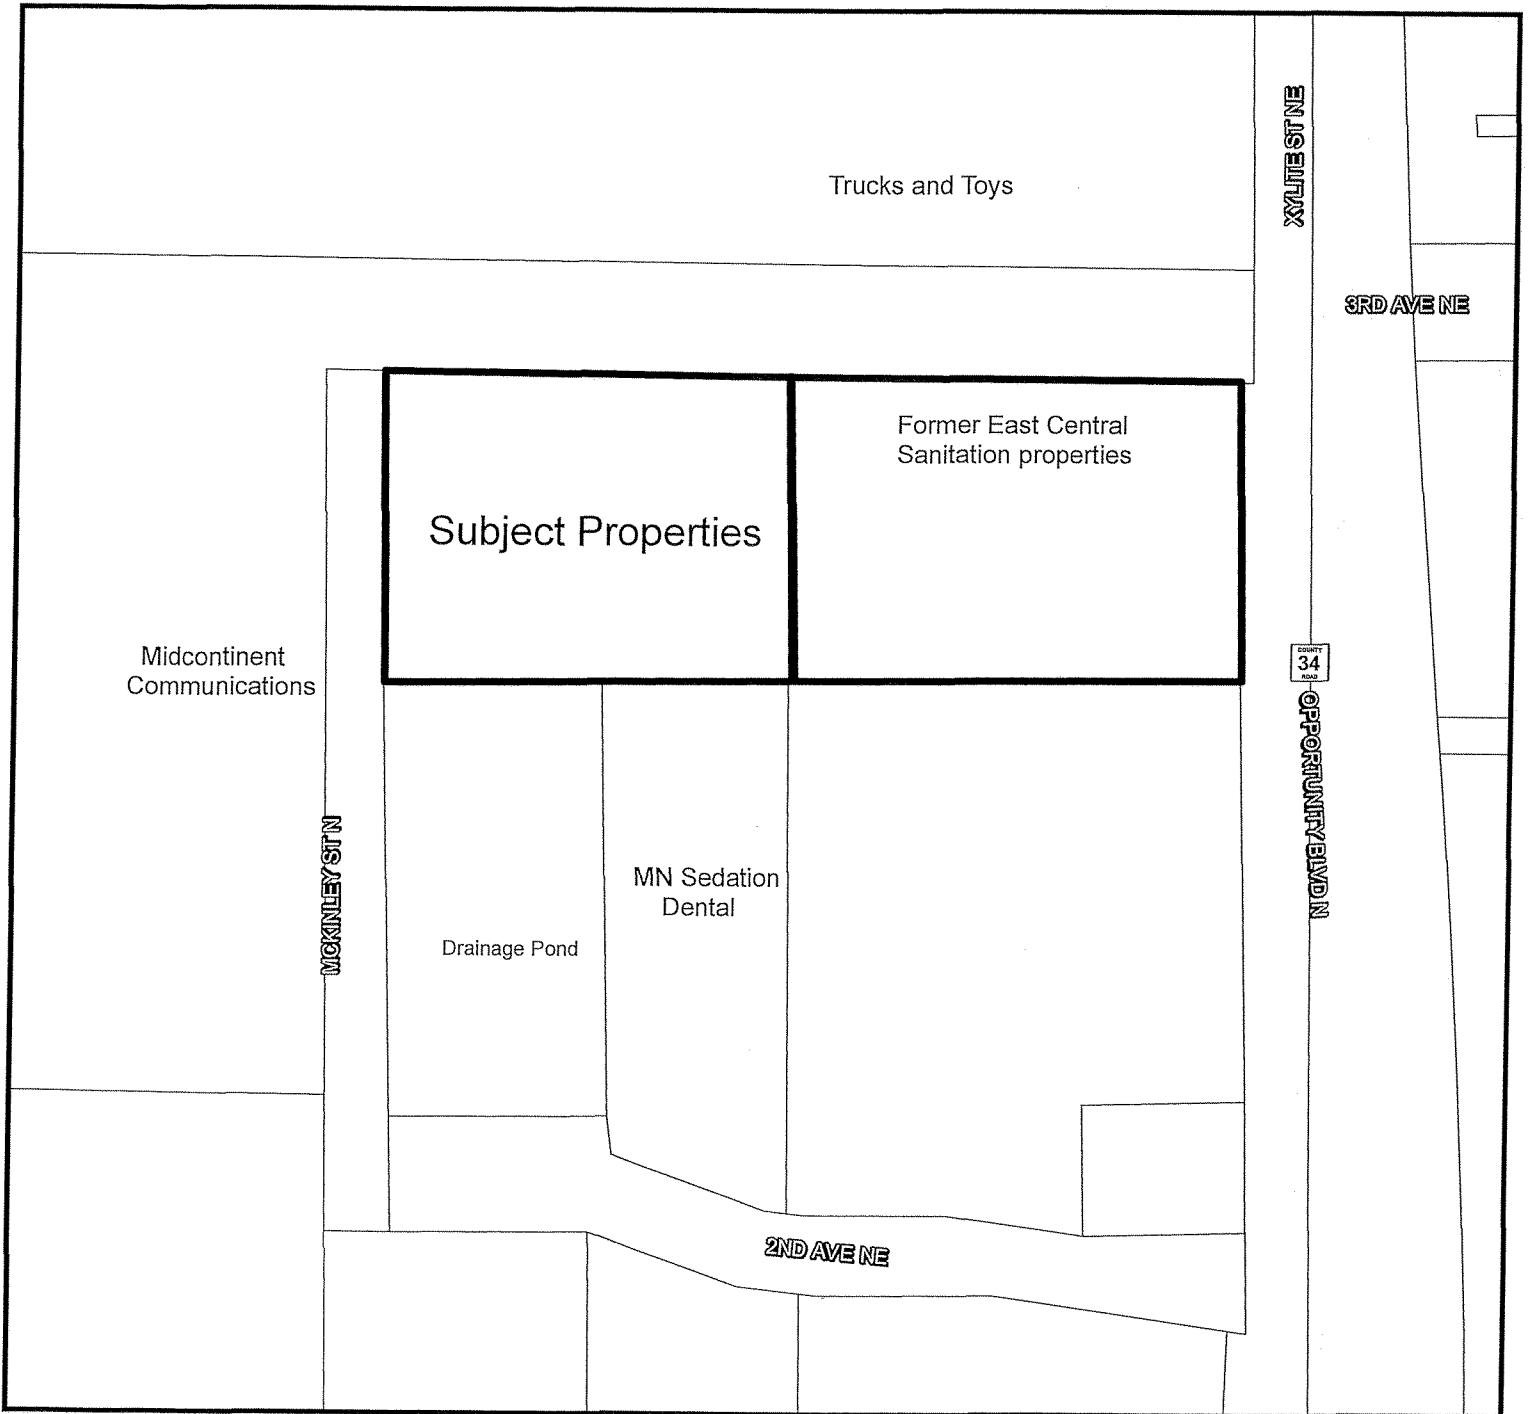 XYLITE ST NE
Trucks and Toys
3RD AVE NE
Former East Central
Sanitation properties
Subject Properties
Midcontinent
Communications
COUNTY
34
ROAD
OPPORTUNITY BLVD N
MCKINLEY ST N
MN Sedation
Dental
Drainage Pond
2ND AVE NE